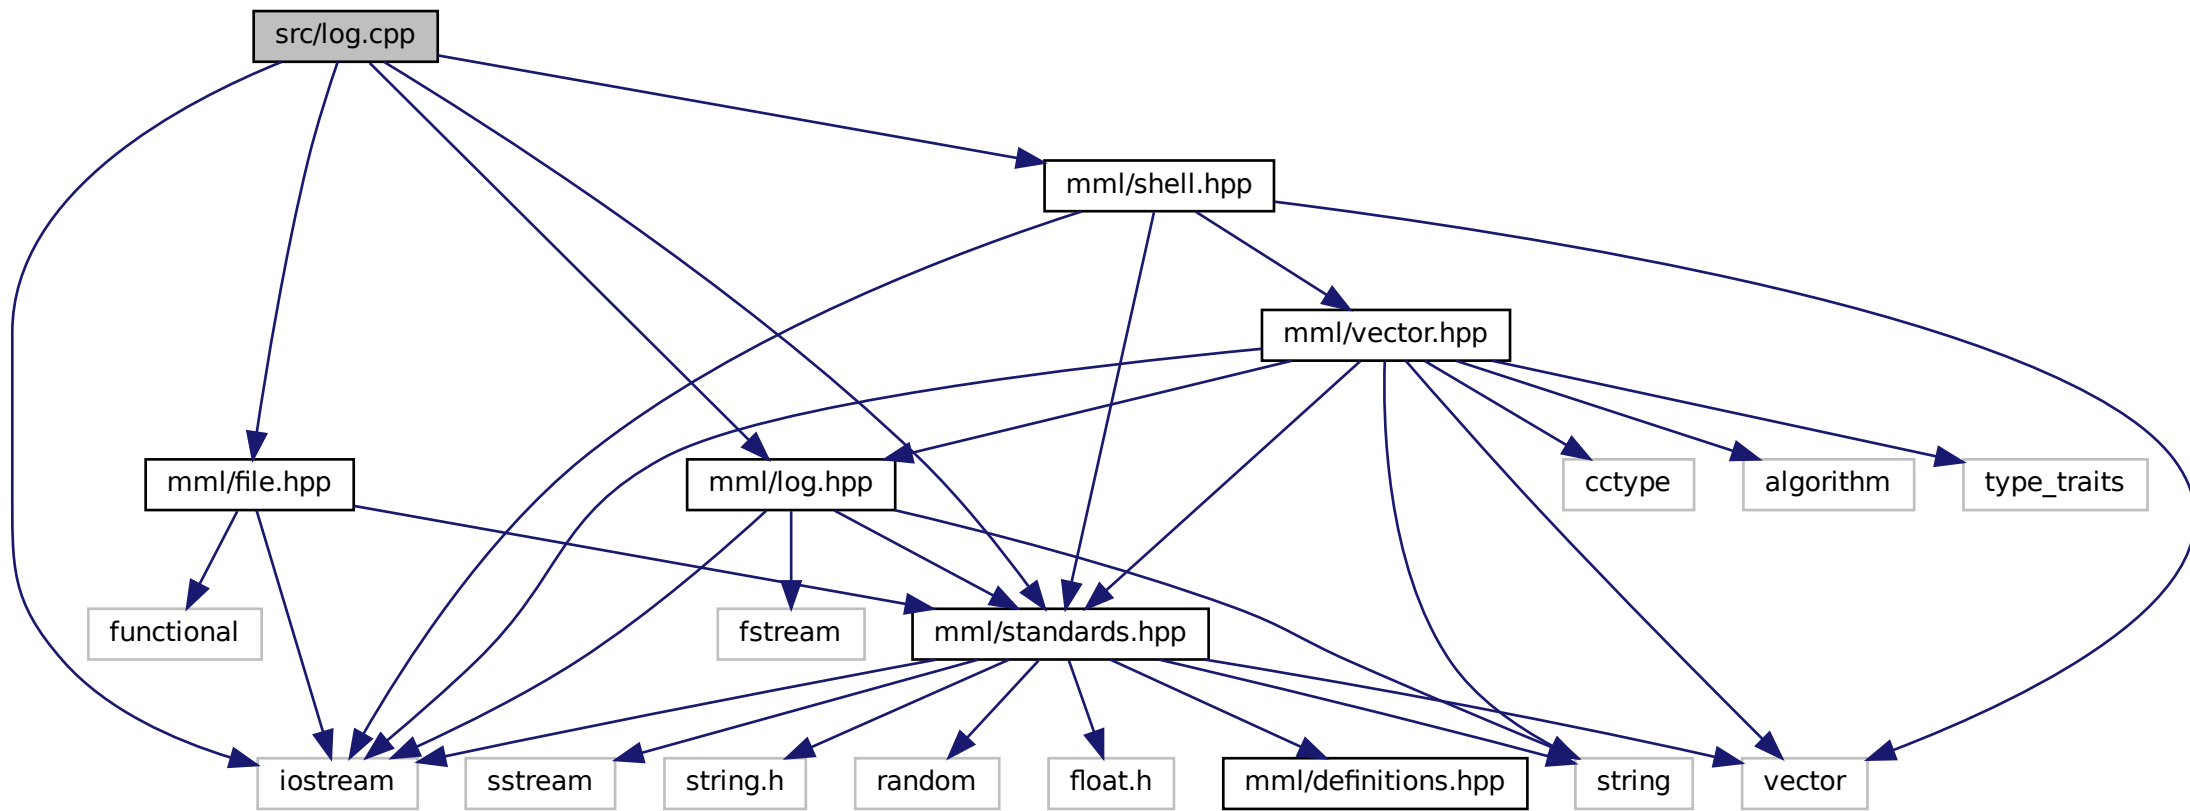 src/log.cpp
mml/shell.hpp
mml/vector.hpp
mml/file.hpp
mml/log.hpp
cctype
algorithm
type_traits
functional
fstream
mml/standards.hpp
iostream
sstream
string.h
random
float.h
mml/definitions.hpp
string
vector